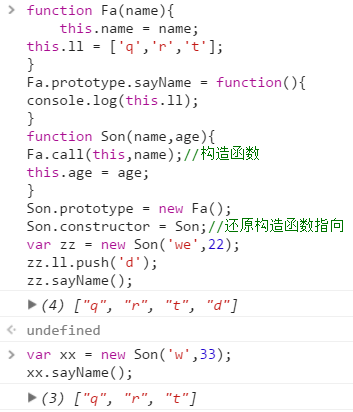 function Fa(name){
this.name = name;
this.ll = ['q','r','t'];
}
Fa.prototype.sayName = function(){
console.log(this.ll);
}
function Son(name,age){
Fa.call(this,name);//构造函数
this.age = age;
}
Son.prototype = new Fa();
Son.constructor = Son;//还原构造函数指向
var zz = new Son('we',22);
zz.ll.push('d');
zz.sayName();
(4) ["q", "r", "t", "d"]
undefined
var xx = new Son('w',33);
xx.sayName();
(3) ["q", "r", "t"]